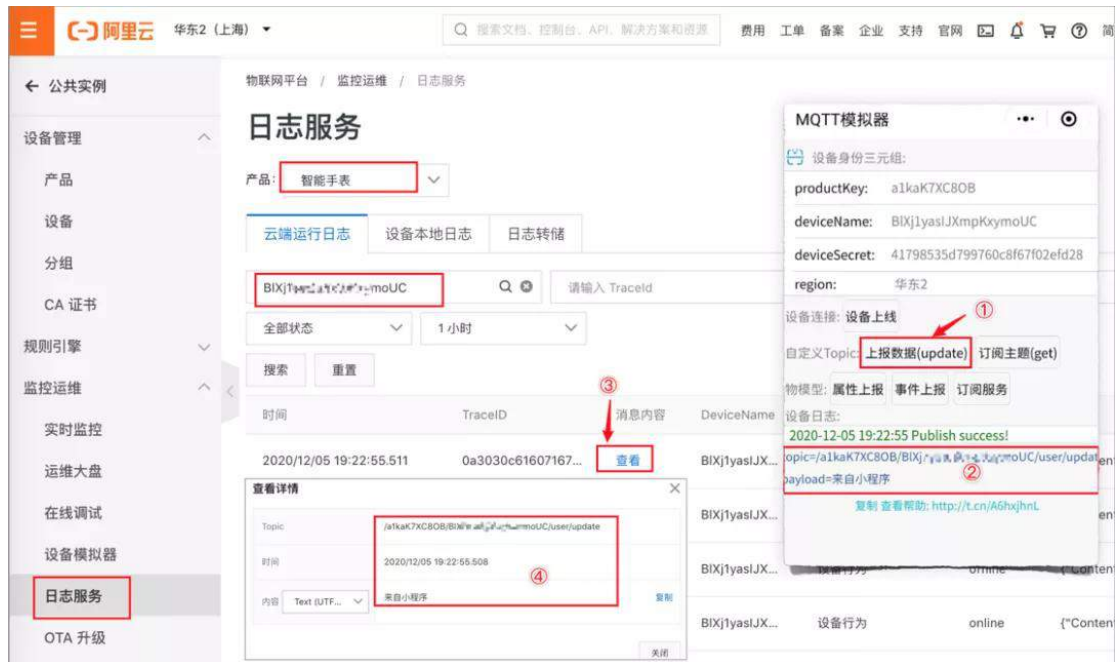 阿里云 华东2（上海） 搜索文档、控制台、API、解决方案和资源 费用 工单 备案 企业 支持 官网 简
公共实例
设备管理
产品
设备
分组
CA 证书
规则引擎
监控运维
实时监控
运维大盘
在线调试
设备模拟器
日志服务
OTA 升级
物联网平台 / 监控运维 / 日志服务
日志服务
产品： 智能手表
云端运行日志 设备本地日志 日志转储
BIXj1 moUC 请输入 TraceId
全部状态 1 小时
搜索 重置
③
时间 TraceID 消息内容 DeviceName
2020/12/05 19:22:55.511 0a3030c61607167... 查看 BIXj1yasIJX...
BIXj1yasIJX...
BIXj1yasIJX... 设备行为 online {"Conten
BIXj1yasIJX... 设备行为 online {"Conten
查看详情
Topic /a1kaK7XC8OB/BIXj moUC/user/update
时间 2020/12/05 19:22:55.508
④
内容 Text (UTF... 来自小程序 复制
关闭
MQTT模拟器
设备身份三元组:
productKey: a1kaK7XC8OB
deviceName: BIXj1yasIJXmpKxymoUC
deviceSecret: 41798535d799760c8f67f02efd28
region: 华东2
①
设备连接: 设备上线
自定义Topic: 上报数据(update) 订阅主题(get)
物模型: 属性上报 事件上报 订阅服务
设备日志:
2020-12-05 19:22:55 Publish success!
topic=/a1kaK7XC8OB/BIXj moUC/user/updat
②
payload=来自小程序
复制 查看帮助: http://t.cn/A6hxjhnL